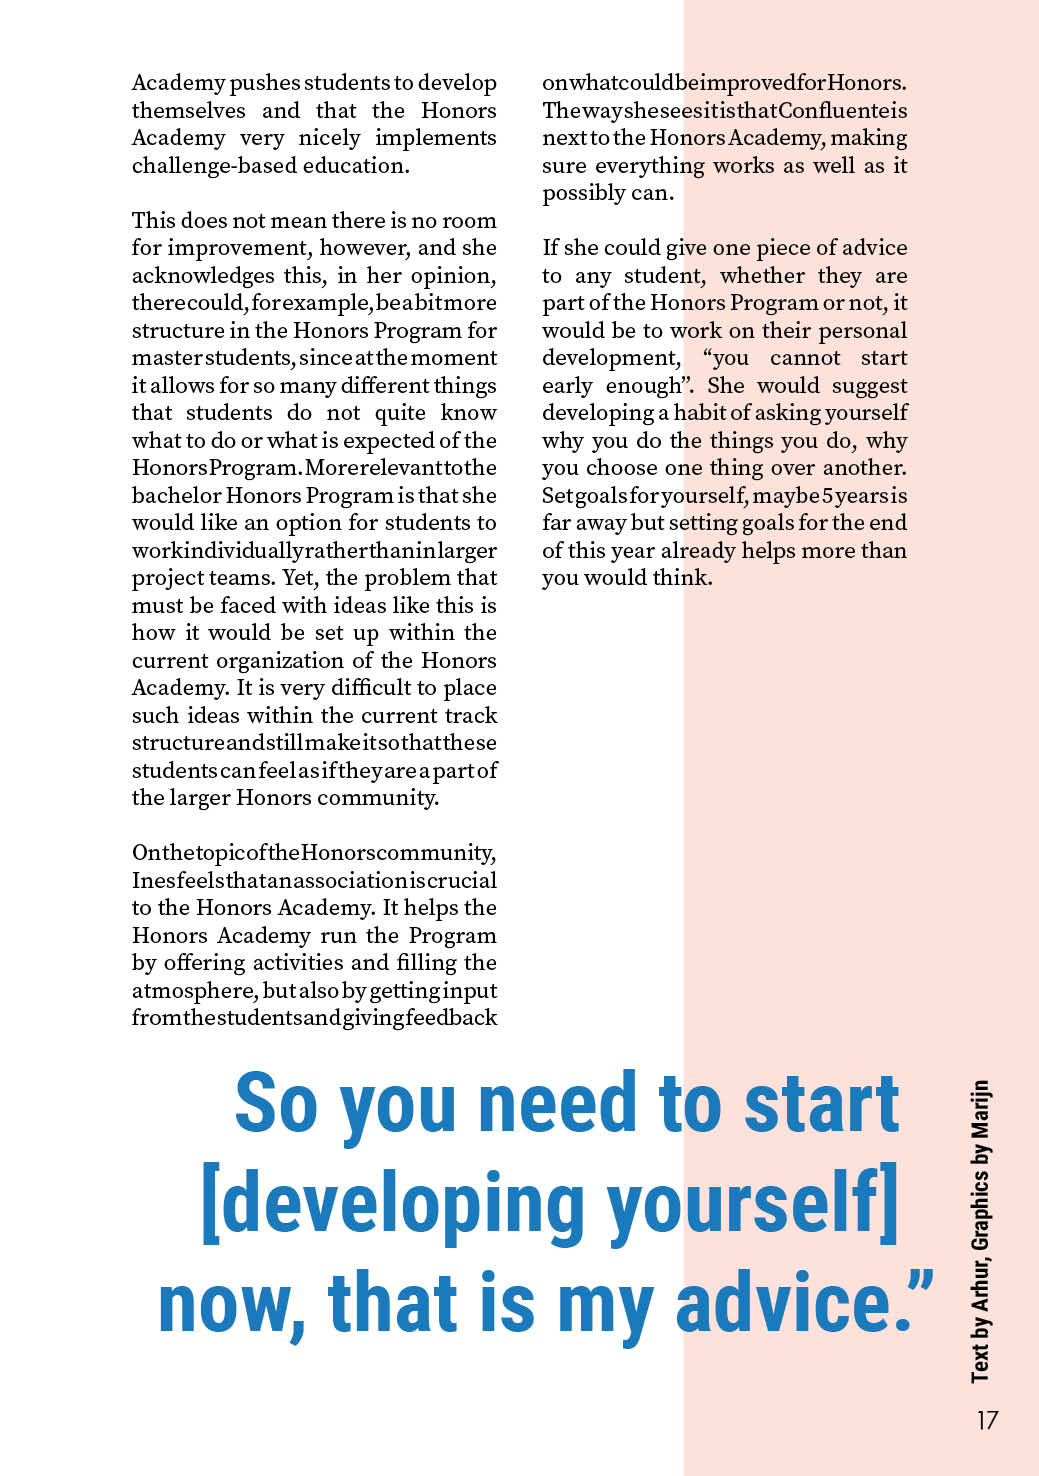 Academy pushes students to develop
themselves and that the Honors
Academy very nicely implements
challenge-based education.
This does not mean there is no room
for improvement, however, and she
acknowledges this, in her opinion,
there could, for example, be a bit more
structure in the Honors Program for
master students, since at the moment
it allows for so many different things
that students do not quite know
what to do or what is expected of the
Honors Program. More relevant to the
bachelor Honors Program is that she
would like an option for students to
work individually rather than in larger
project teams. Yet, the problem that
must be faced with ideas like this is
how it would be set up within the
current organization of the Honors
Academy. It is very difficult to place
such ideas within the current track
structure and still make it so that these
students can feel as if they are a part of
the larger Honors community.
On the topic of the Honors community,
Ines feels that an association is crucial
to the Honors Academy. It helps the
Honors Academy run the Program
by offering activities and filling the
atmosphere, but also by getting input
from the students and giving feedback
on what could be improved for Honors.
The way she sees it is that Confluente is
next to the Honors Academy, making
sure everything works as well as it
possibly can.
If she could give one piece of advice
to any student, whether they are
part of the Honors Program or not, it
would be to work on their personal
development, “you cannot start
early enough”. She would suggest
developing a habit of asking yourself
why you do the things you do, why
you choose one thing over another.
Set goals for yourself, maybe 5 years is
far away but setting goals for the end
of this year already helps more than
you would think.
So you need to start
[developing yourself]
now, that is my advice.”
Text by Arhur, Graphics by Marijn
17